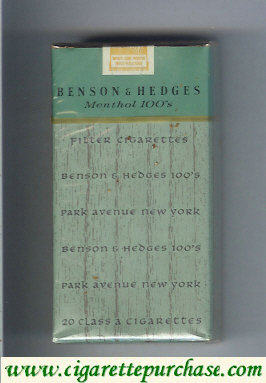 BENSON & HEDGES
Menthol 100's
FILTER CIGARETTES
BENSON & HEDGES 100'S
PARK AVENUE NEW YORK
BENSON & HEDGES 100'S
PARK AVENUE NEW YORK
20 CLASS A CIGARETTES
www.cigarettepurchase.com